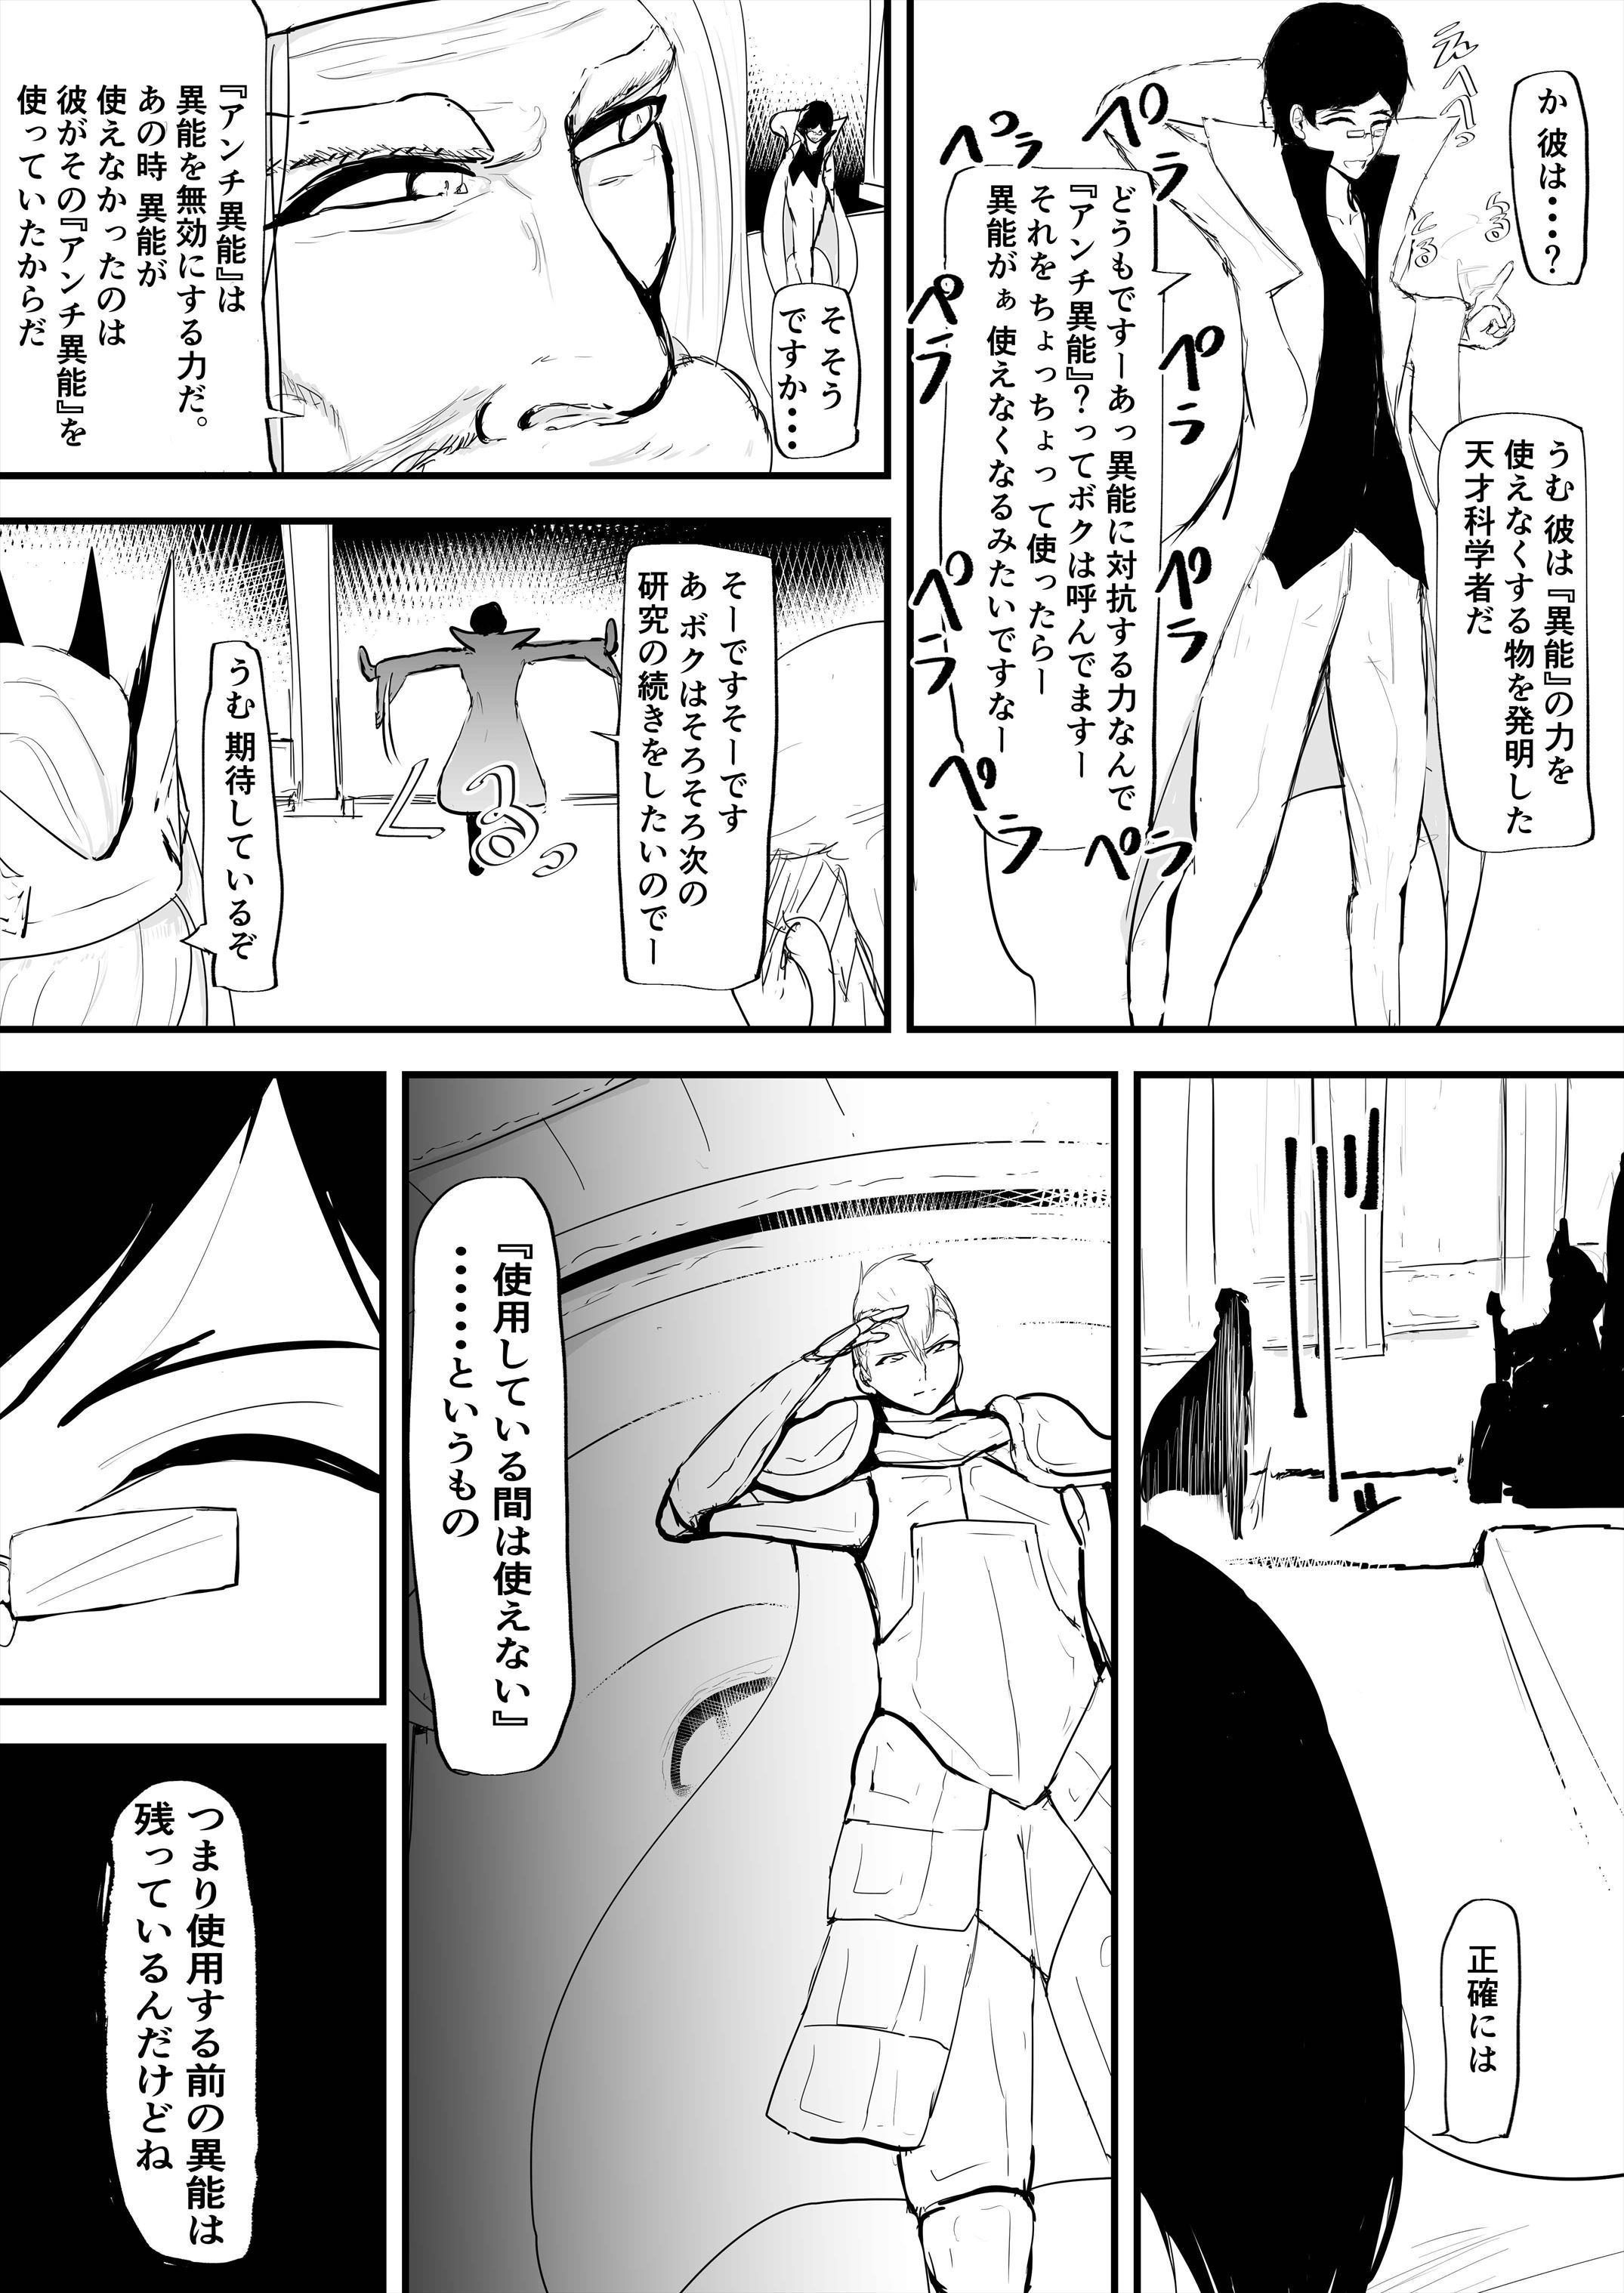 か 彼は・・・・?
うむ 彼は『異能』の力を
使えなくする物を発明した
天才科学者だ
どうもですーあっ異能に対抗する力なんで
『アンチ異能』?ってボクは呼んでますー
それを ちょっちょって使ったらー
異能がぁ 使えなくなるみたいですなー
ペラ
ペラ
ペラ
ペラ
ペラ
ペラ
ペラ
ペラ
そ そう
ですか・・・・
『アンチ異能』は
異能を無効にする力だ。
あの時 異能が
使えなかったのは
彼がその『アンチ異能』を
使っていたからだ
そーですそーです
あ ボクはそろそろ次の
研究の続きをしたいのでー
くるっ
うむ 期待しているぞ
正確には
『使用している間は使えない』
・・・・・・というもの
つまり使用する前の異能は
残っているんだけどね